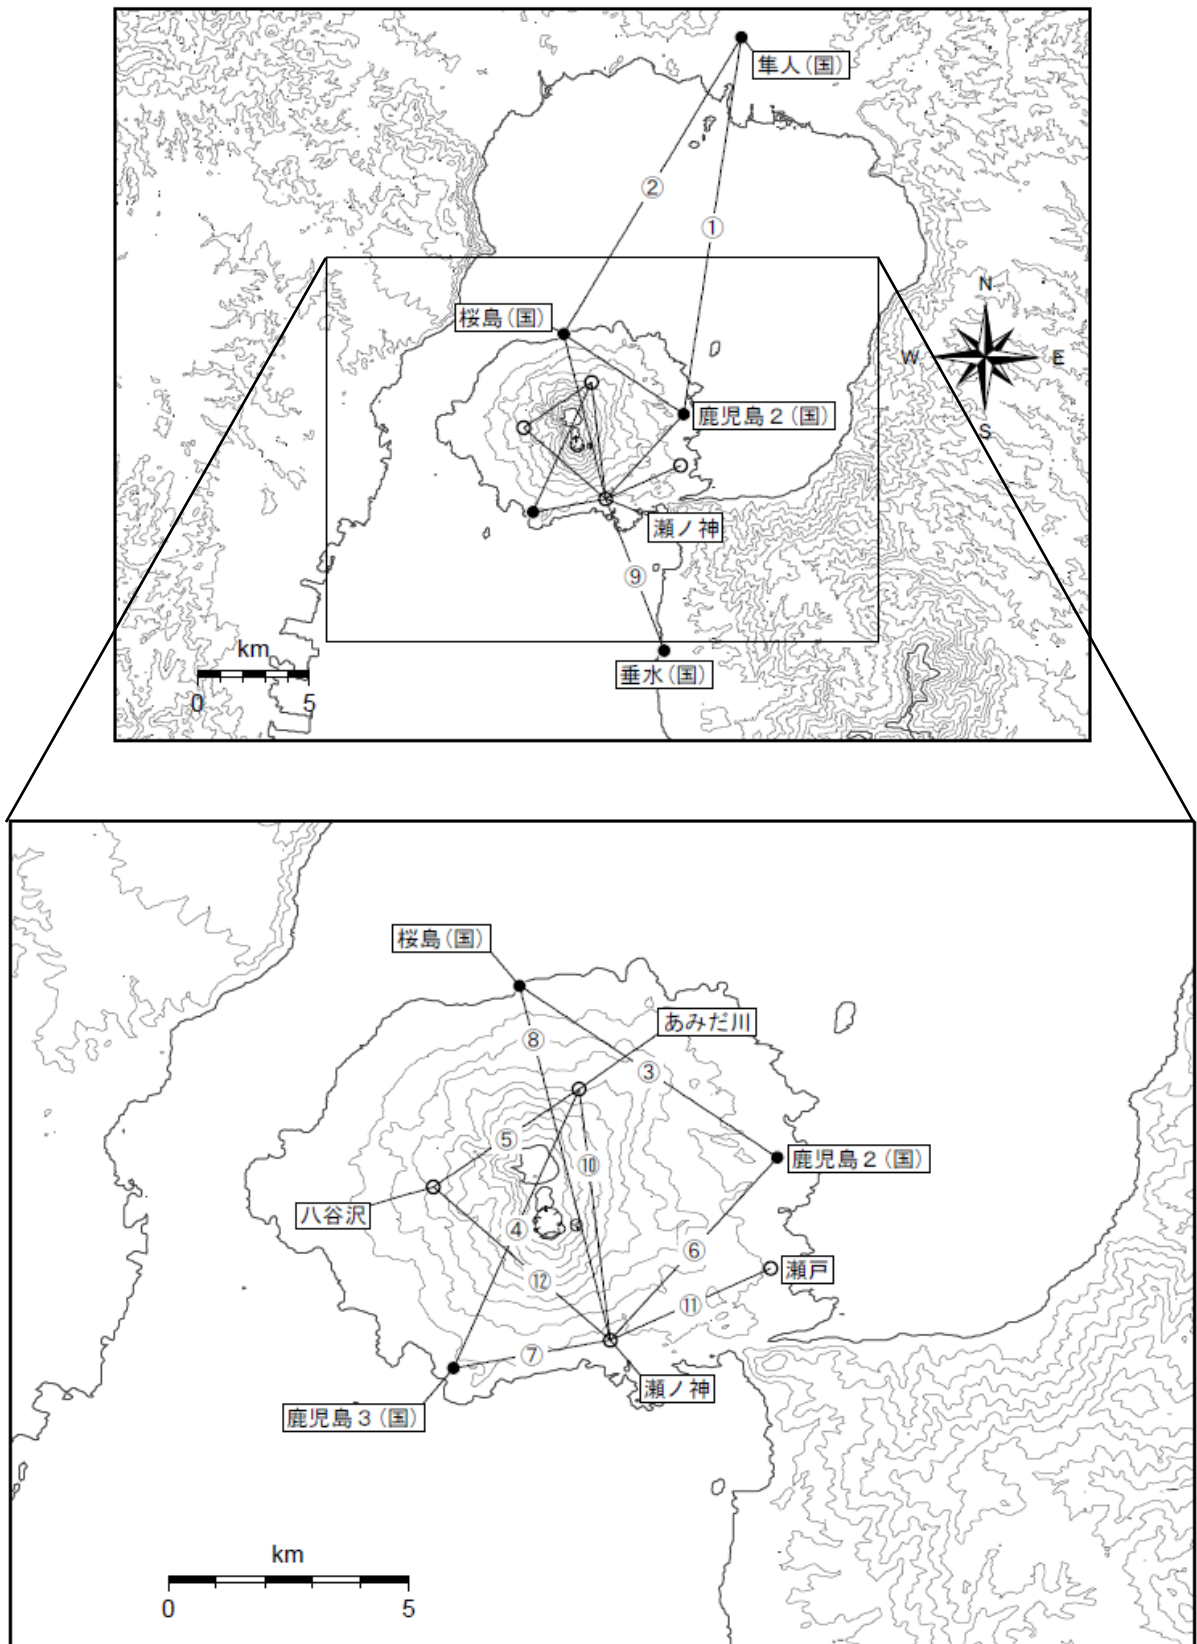 隼人(国)
②
①
N
桜島(国)
W
E
鹿児島2(国)
S
瀬ノ神
⑨
km
垂水(国)
0
5
桜島(国)
あみだ川
⑧
③
⑤
⑩
鹿児島2(国)
八谷沢
④
⑥
瀬戸
⑫
⑪
⑦
瀬ノ神
鹿児島3(国)
km
0
5